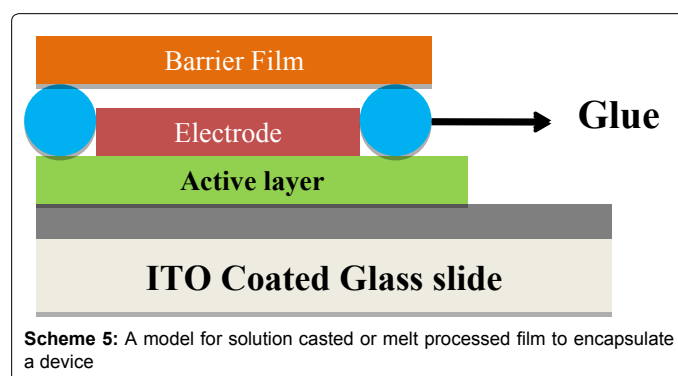 Barrier Film
Glue
Electrode
Active layer
ITO Coated Glass slide
Scheme 5: A model for solution casted or melt processed film to encapsulate
a device